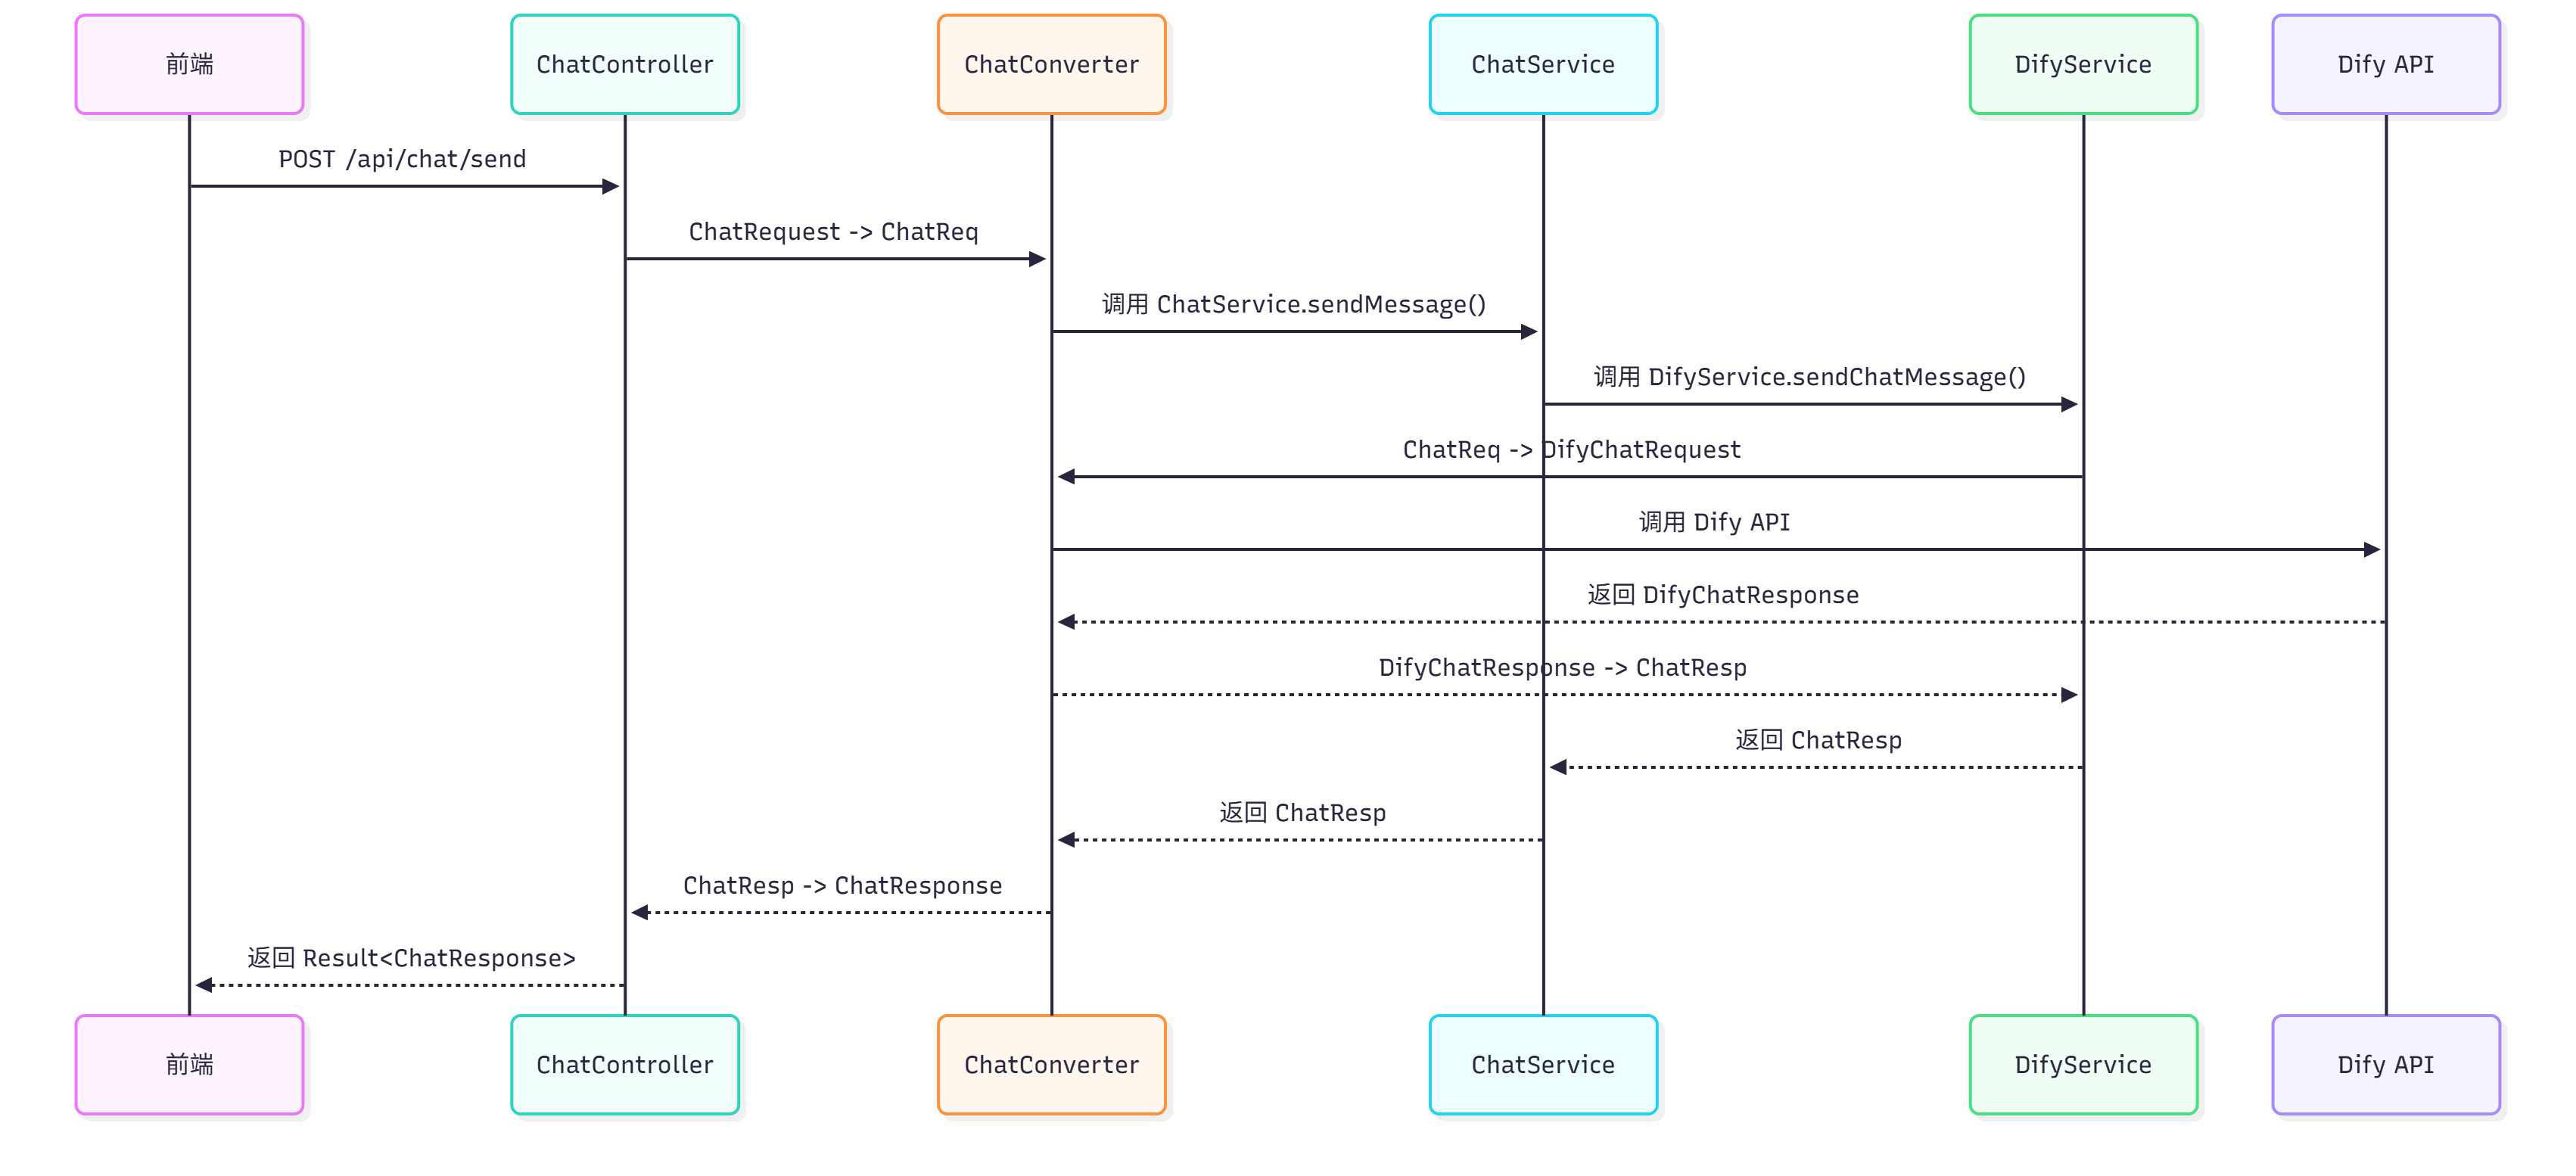 前端
ChatController
ChatConverter
ChatService
DifyService
Dify API
POST /api/chat/send
ChatRequest -> ChatReq
调用 ChatService.sendMessage()
调用 DifyService.sendChatMessage()
ChatReq -> DifyChatRequest
调用 Dify API
返回 DifyChatResponse
DifyChatResponse -> ChatResp
返回 ChatResp
返回 ChatResp
ChatResp -> ChatResponse
返回 Result<ChatResponse>
前端
ChatController
ChatConverter
ChatService
DifyService
Dify API